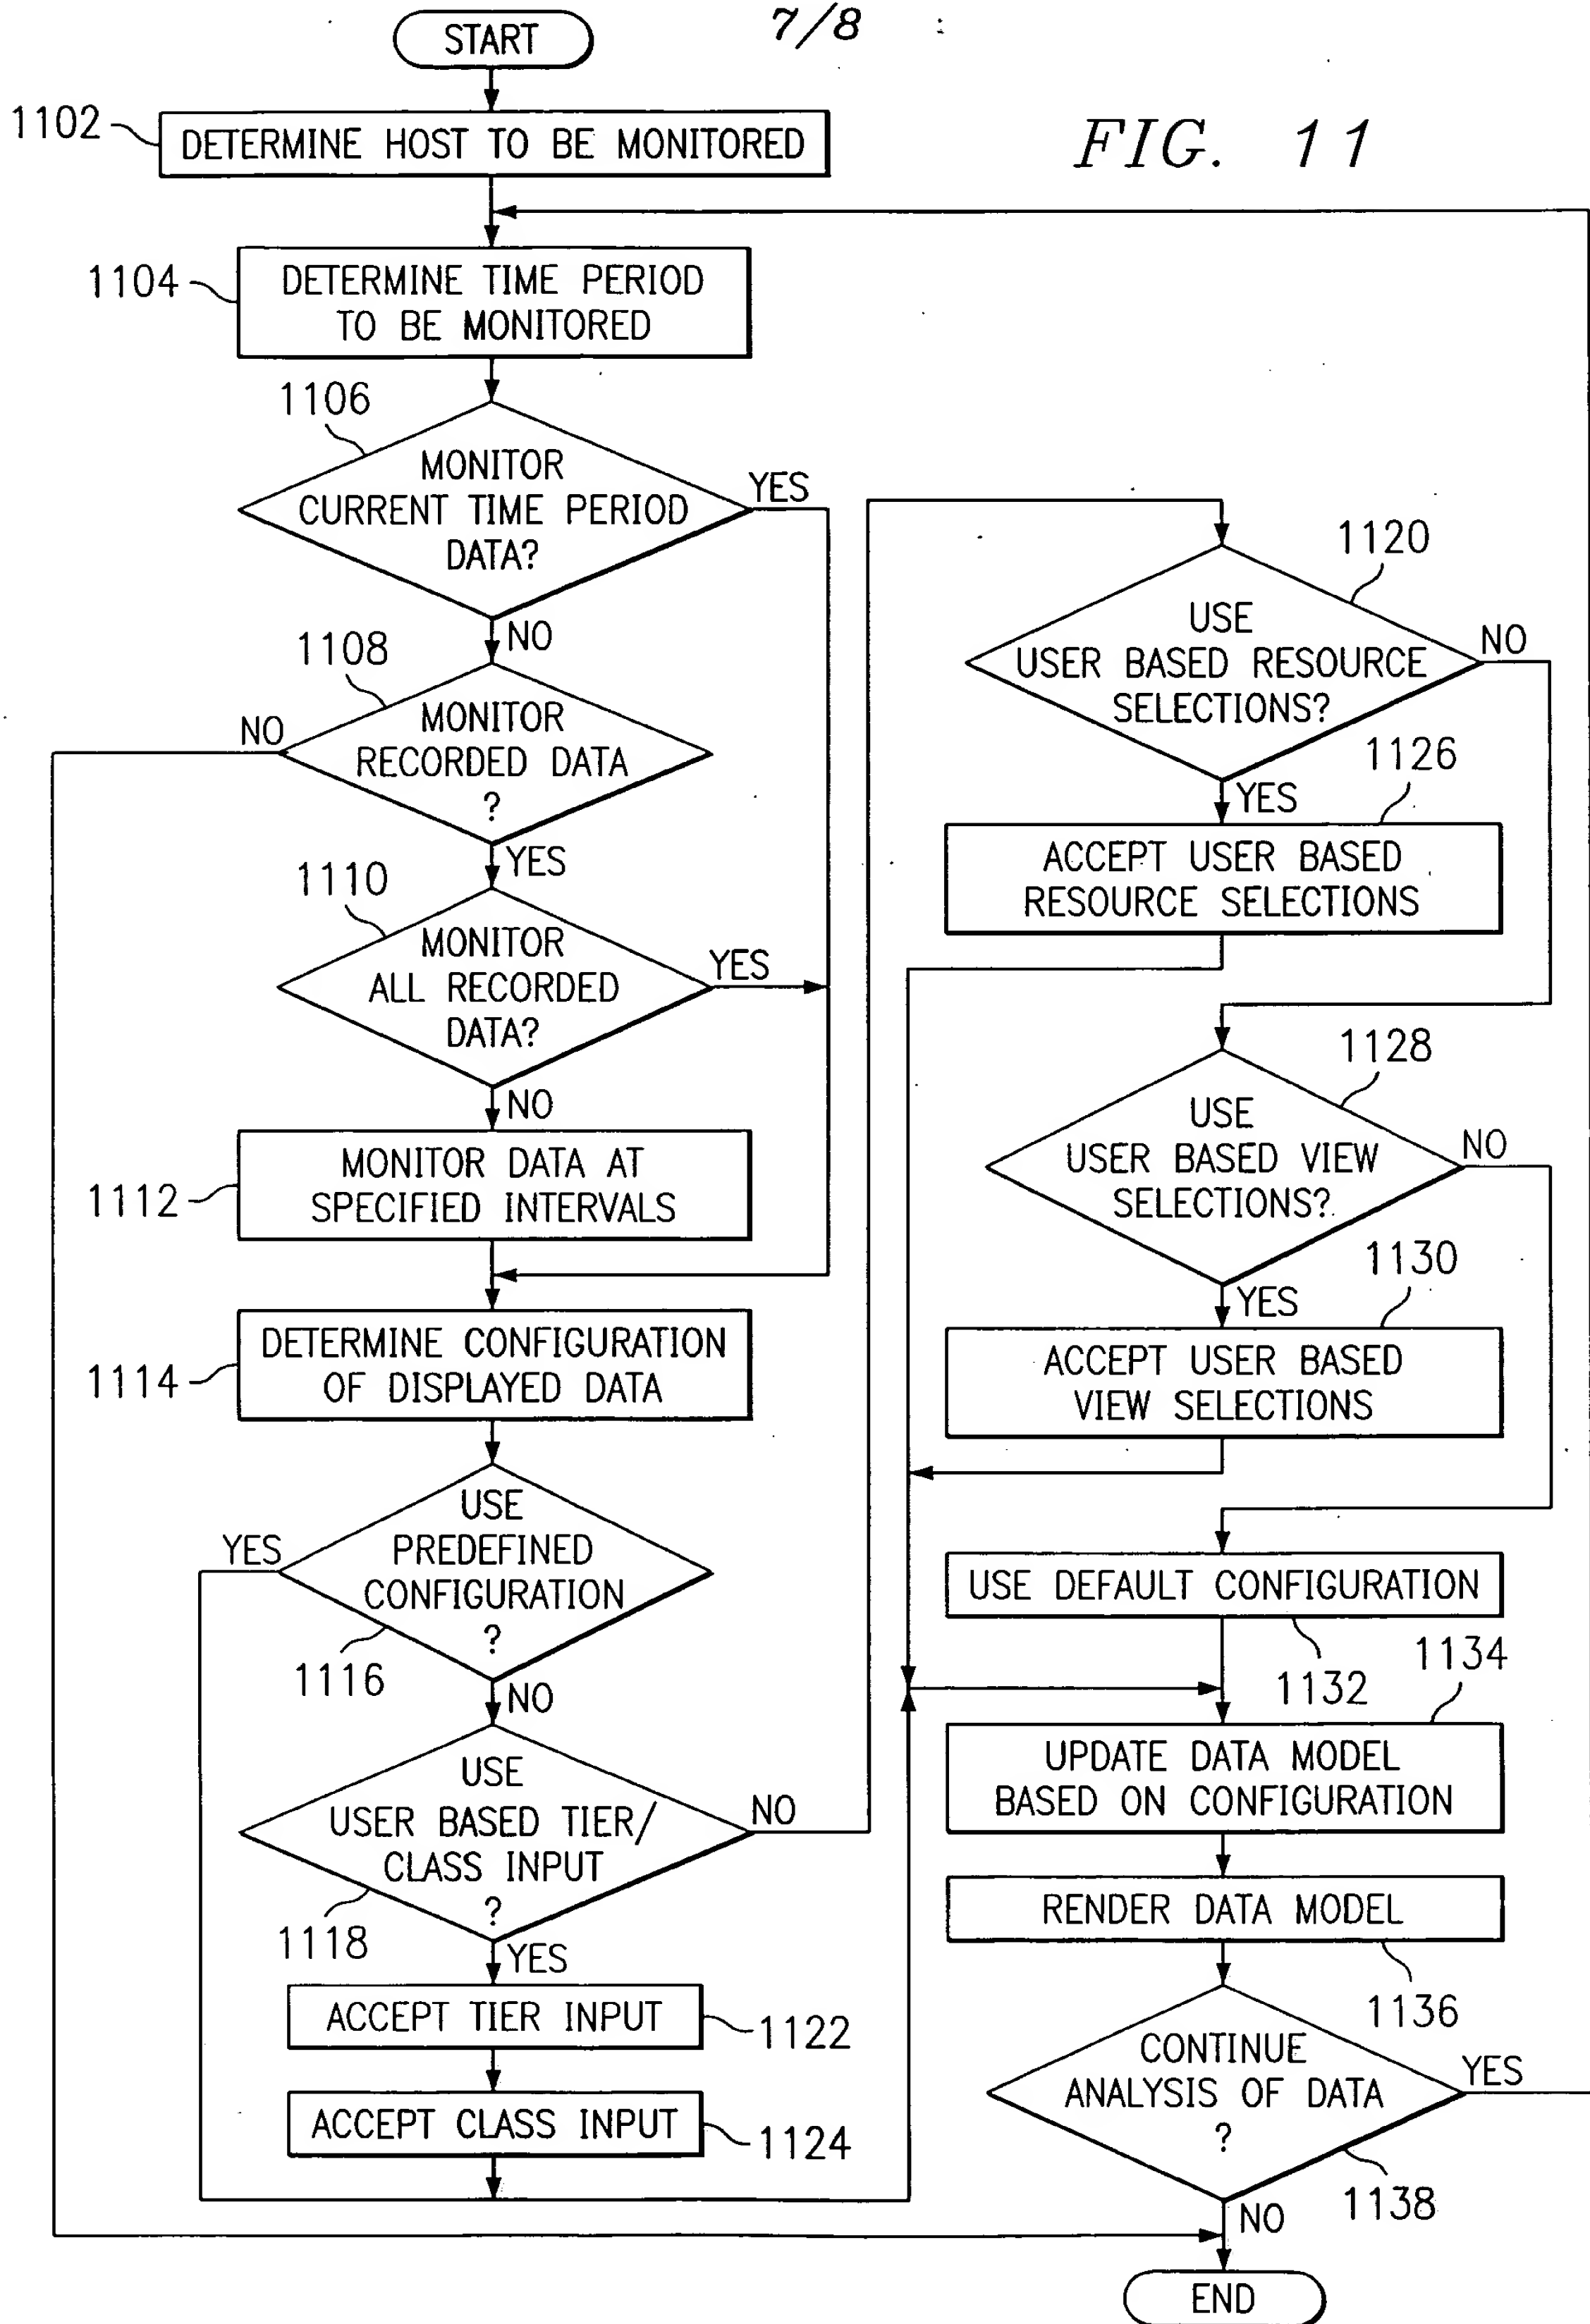 7/8
FIG. 11
START
1102
DETERMINE HOST TO BE MONITORED
1104
DETERMINE TIME PERIOD
TO BE MONITORED
1106
MONITOR
CURRENT TIME PERIOD
DATA?
YES
NO
1108
MONITOR
RECORDED DATA
?
NO
YES
1110
MONITOR
ALL RECORDED
DATA?
YES
NO
1112
MONITOR DATA AT
SPECIFIED INTERVALS
1114
DETERMINE CONFIGURATION
OF DISPLAYED DATA
USE
PREDEFINED
CONFIGURATION
?
YES
1116
NO
USE
USER BASED TIER/
CLASS INPUT
?
NO
1118
YES
ACCEPT TIER INPUT
1122
ACCEPT CLASS INPUT
1124
1120
USE
USER BASED RESOURCE
SELECTIONS?
NO
YES
1126
ACCEPT USER BASED
RESOURCE SELECTIONS
1128
USE
USER BASED VIEW
SELECTIONS?
NO
YES
1130
ACCEPT USER BASED
VIEW SELECTIONS
USE DEFAULT CONFIGURATION
1132
1134
UPDATE DATA MODEL
BASED ON CONFIGURATION
RENDER DATA MODEL
1136
CONTINUE
ANALYSIS OF DATA
?
YES
1138
NO
END